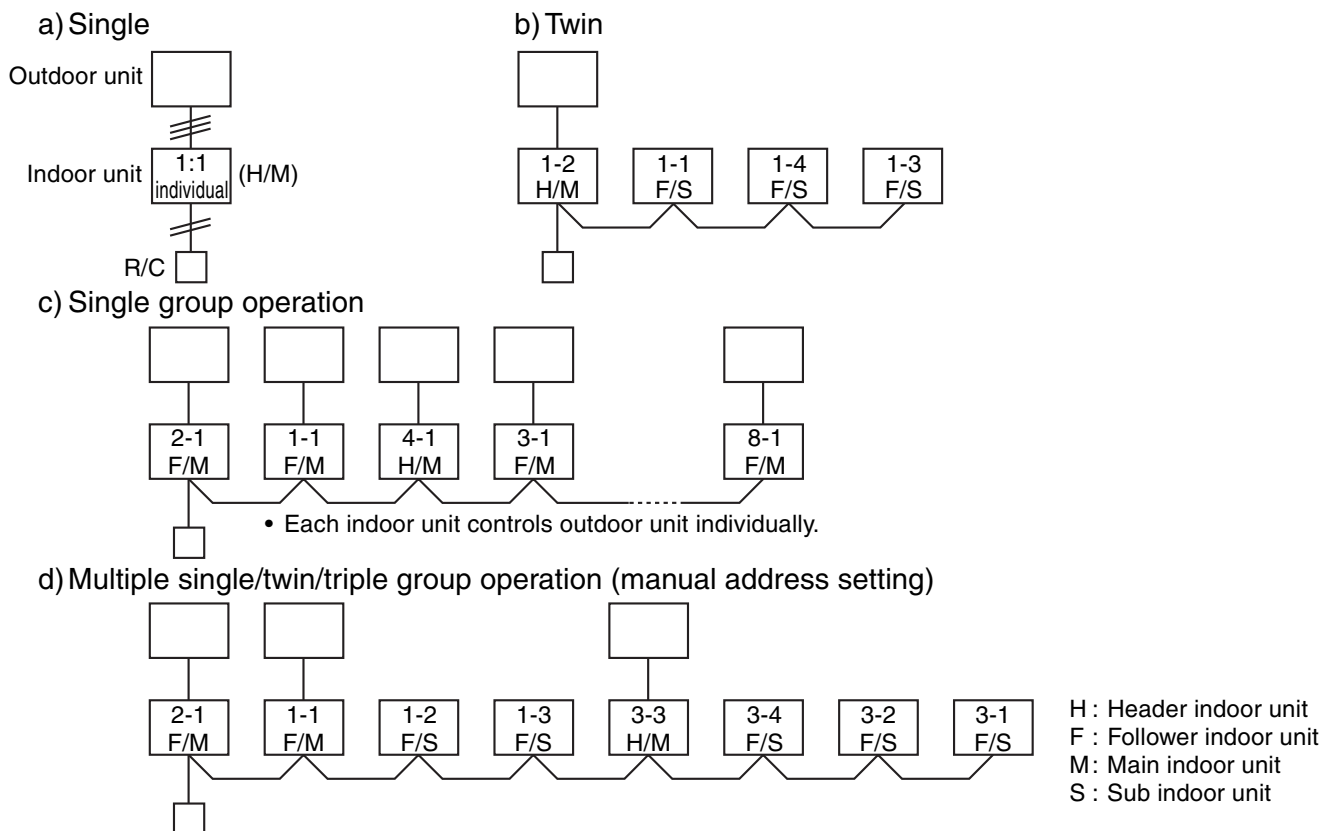 a) Single
b) Twin
Outdoor unit
Indoor unit
1:1
individual
(H/M)
R/C
1-2
H/M
1-1
F/S
1-4
F/S
1-3
F/S
c) Single group operation
2-1
F/M
1-1
F/M
4-1
H/M
3-1
F/M
8-1
F/M
• Each indoor unit controls outdoor unit individually.
d) Multiple single/twin/triple group operation (manual address setting)
2-1
F/M
1-1
F/M
1-2
F/S
1-3
F/S
3-3
H/M
3-4
F/S
3-2
F/S
3-1
F/S
H : Header indoor unit
F : Follower indoor unit
M : Main indoor unit
S : Sub indoor unit